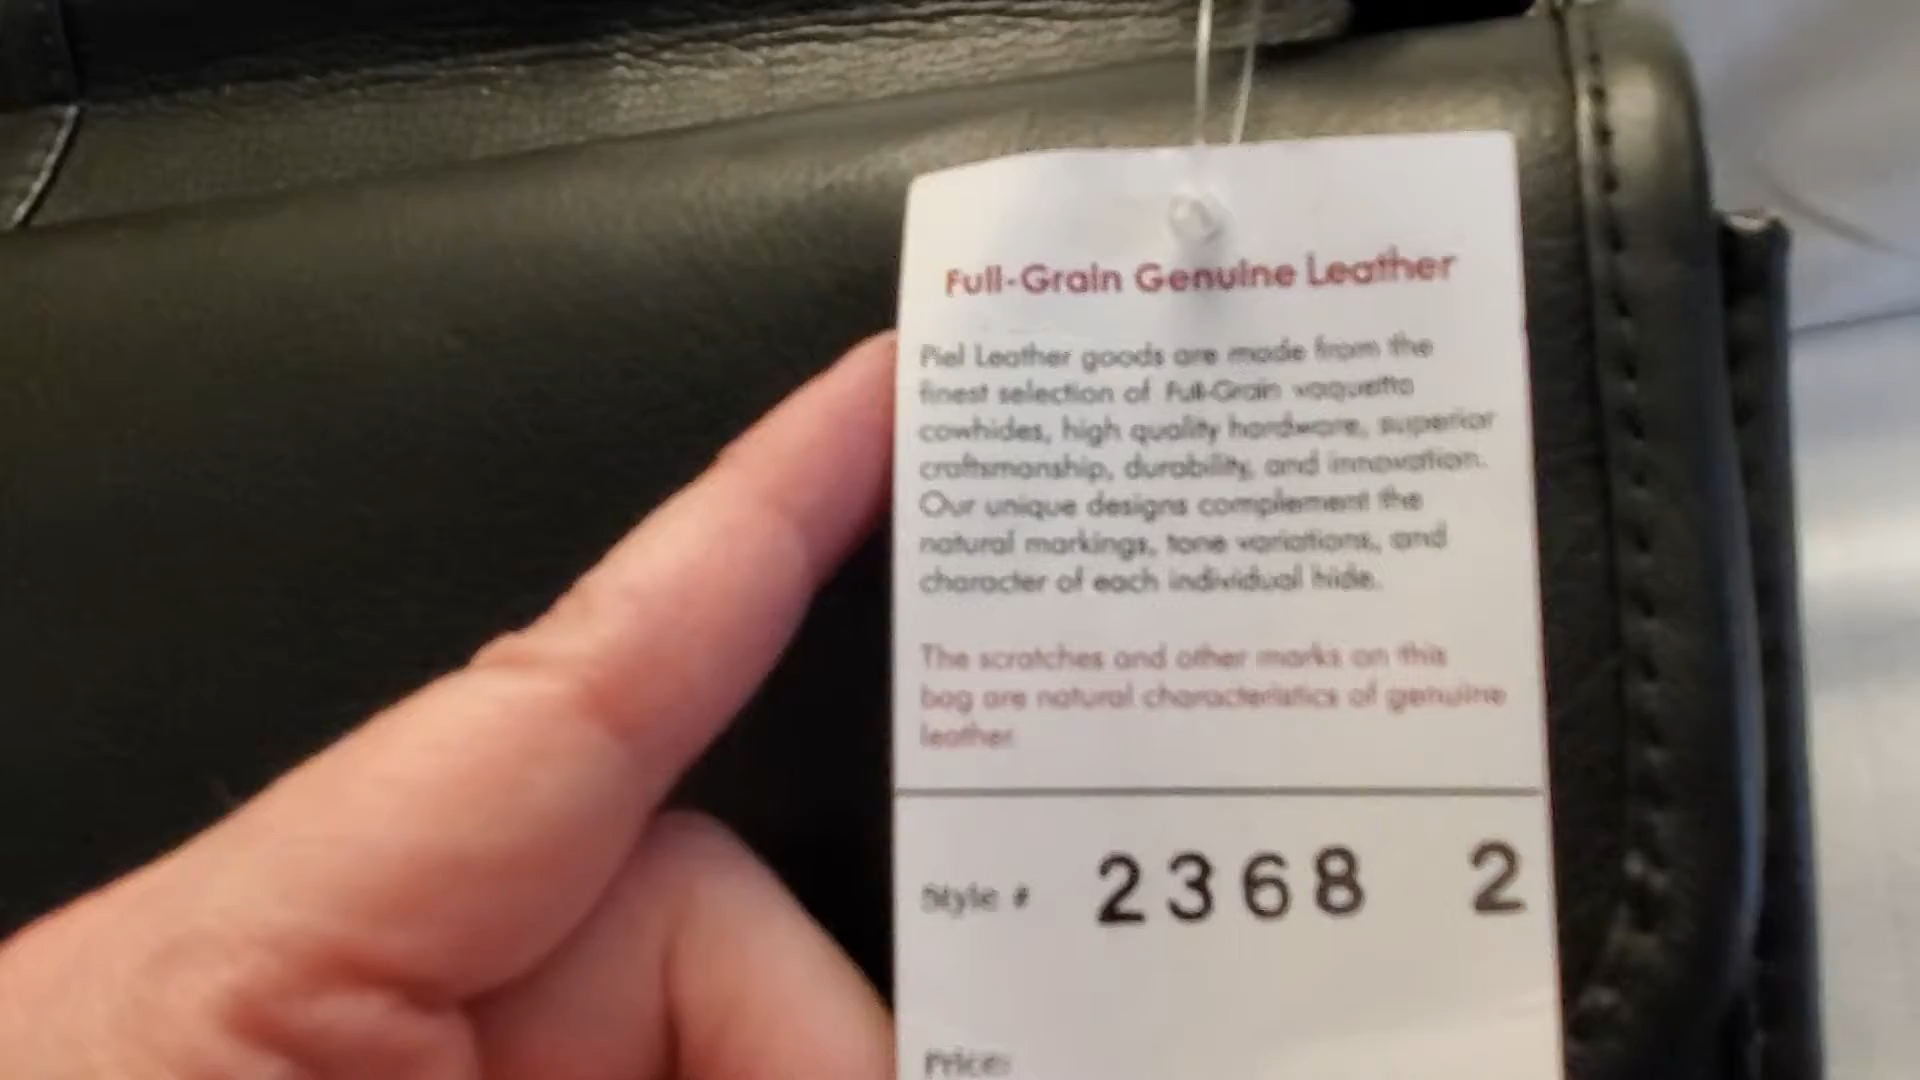 Full-Grain Genuine Leather
Piel Leather goods are made from the
finest selection of Full-Grain vaquetta
cowhides, high quality hardware, superior
craftsmanship, durability, and innovation.
Our unique designs complement the
natural markings, tone variations, and
character of each individual hide.
The scratches and other marks on this
bag are natural characteristics of genuine
leather.
Style # 2368 2
Price: